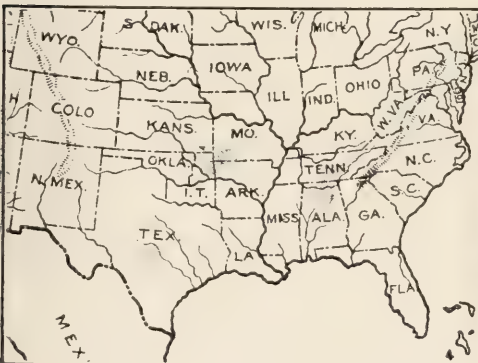 WYO.
S. DAK.
WIS.
MICH.
N.Y
NEB.
IOWA
ILL
IND.
OHIO
PA.
COLO
KANS.
MO.
KY.
W.VA.
VA.
OKLA.
I.T.
ARK.
TENN.
N.C.
S.C.
N. MEX.
TEX.
LA
MISS
ALA.
GA.
FLA.
MEX.